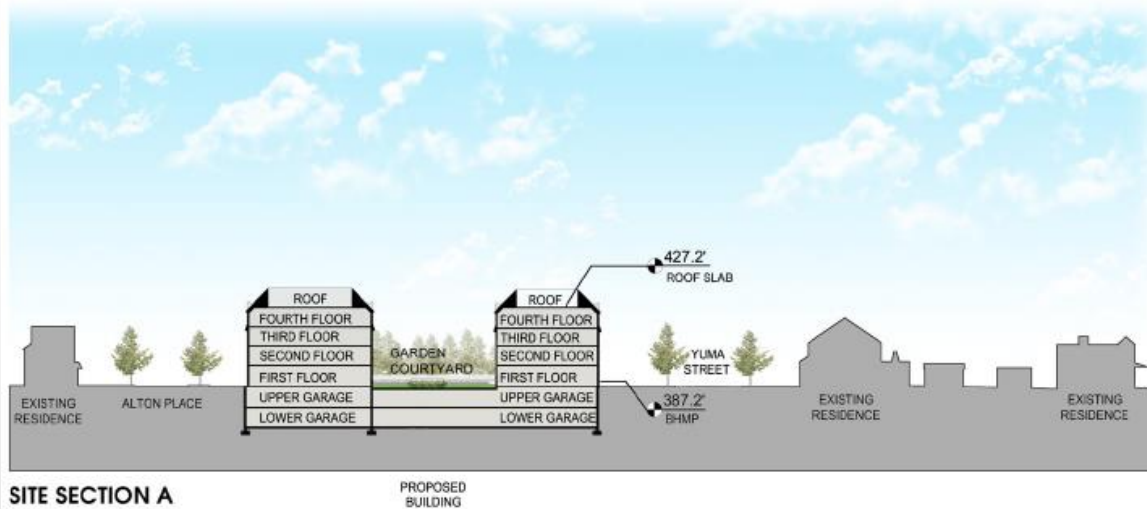 427.2'
ROOF SLAB
ROOF
FOURTH FLOOR
THIRD FLOOR
SECOND FLOOR
FIRST FLOOR
UPPER GARAGE
LOWER GARAGE
GARDEN
COURTYARD
ROOF
FOURTH FLOOR
THIRD FLOOR
SECOND FLOOR
FIRST FLOOR
UPPER GARAGE
LOWER GARAGE
YUMA
STREET
387.2'
BHMP
EXISTING
RESIDENCE
ALTON PLACE
EXISTING
RESIDENCE
EXISTING
RESIDENCE
SITE SECTION A
PROPOSED
BUILDING